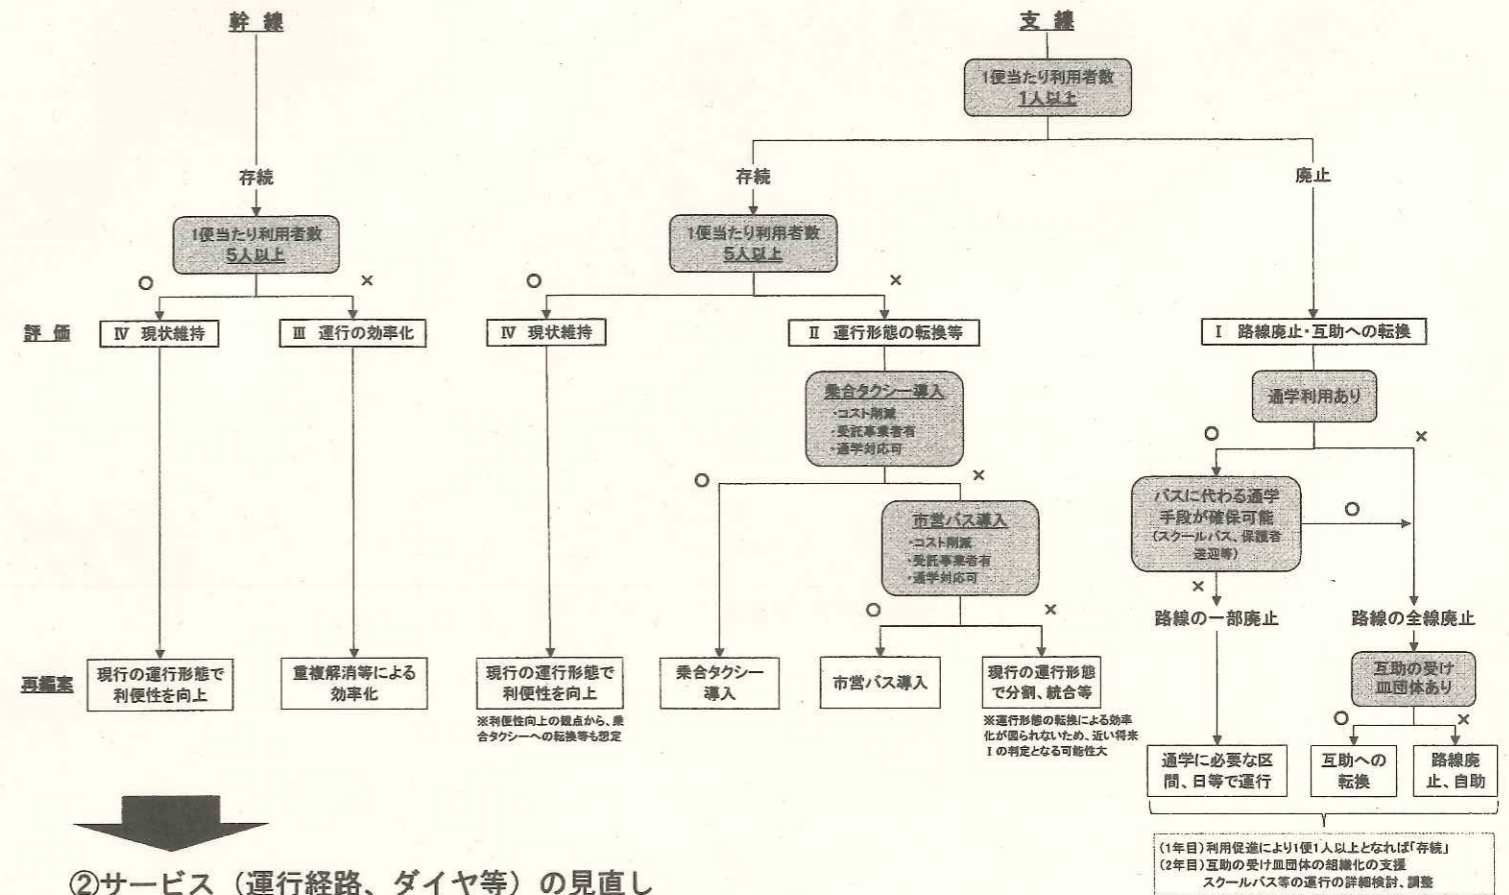 幹 線
支 線
1便当たり利用者数
1人以上
存続
存続
廃止
1便当たり利用者数
5人以上
1便当たり利用者数
5人以上
○
×
○
×
評 価
Ⅳ 現状維持
Ⅲ 運行の効率化
Ⅳ 現状維持
Ⅱ 運行形態の転換等
Ⅰ 路線廃止・互助への転換
乗合タクシー導入
・コスト削減
・受託事業者有
・通学対応可
通学利用あり
○
×
○
×
市営バス導入
・コスト削減
・受託事業者有
・通学対応可
バスに代わる通学
手段が確保可能
(スクールバス、保護者
送迎等)
○
×
○
×
路線の一部廃止
路線の全線廃止
再編案
現行の運行形態で
利便性を向上
重複解消等による
効率化
現行の運行形態で
利便性を向上
※利便性向上の観点から、乗
合タクシーへの転換等も想定
乗合タクシー
導入
市営バス導入
現行の運行形態
で分割、統合等
※運行形態の転換による効率
化が図られないため、近い将来
Ⅰの判定となる可能性大
互助の受け
皿団体あり
○
×
通学に必要な区
間、日等で運行
互助への
転換
路線廃
止、自助
(1年目)利用促進により1便1人以上となれば「存続」
(2年目)互助の受け皿団体の組織化の支援
スクールバス等の運行の詳細検討、調整
②サービス（運行経路、ダイヤ等）の見直し